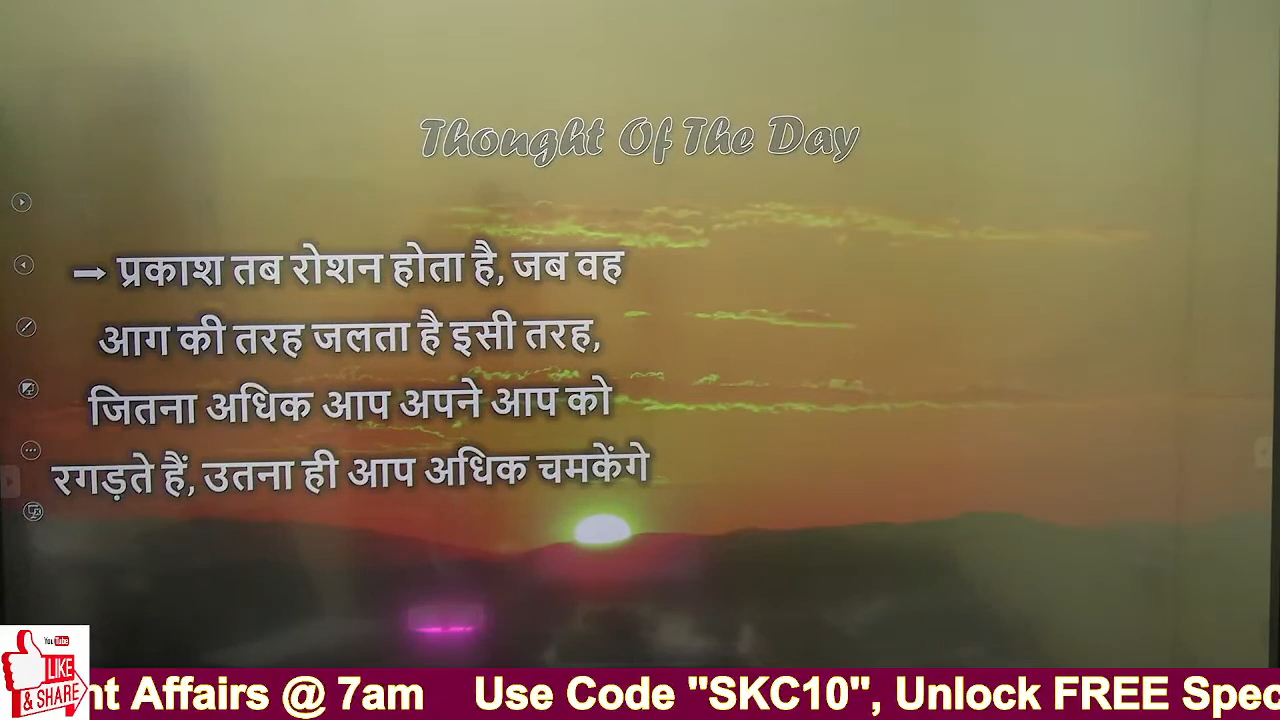 Thought Of The Day
➡ प्रकाश तब रोशन होता है, जब वह
आग की तरह जलता है इसी तरह,
जितना अधिक आप अपने आप को
रगड़ते हैं, उतना ही आप अधिक चमकेंगे
YouTube
LIKE
& SHARE
nt Affairs @ 7am Use Code "SKC10", Unlock FREE Spec